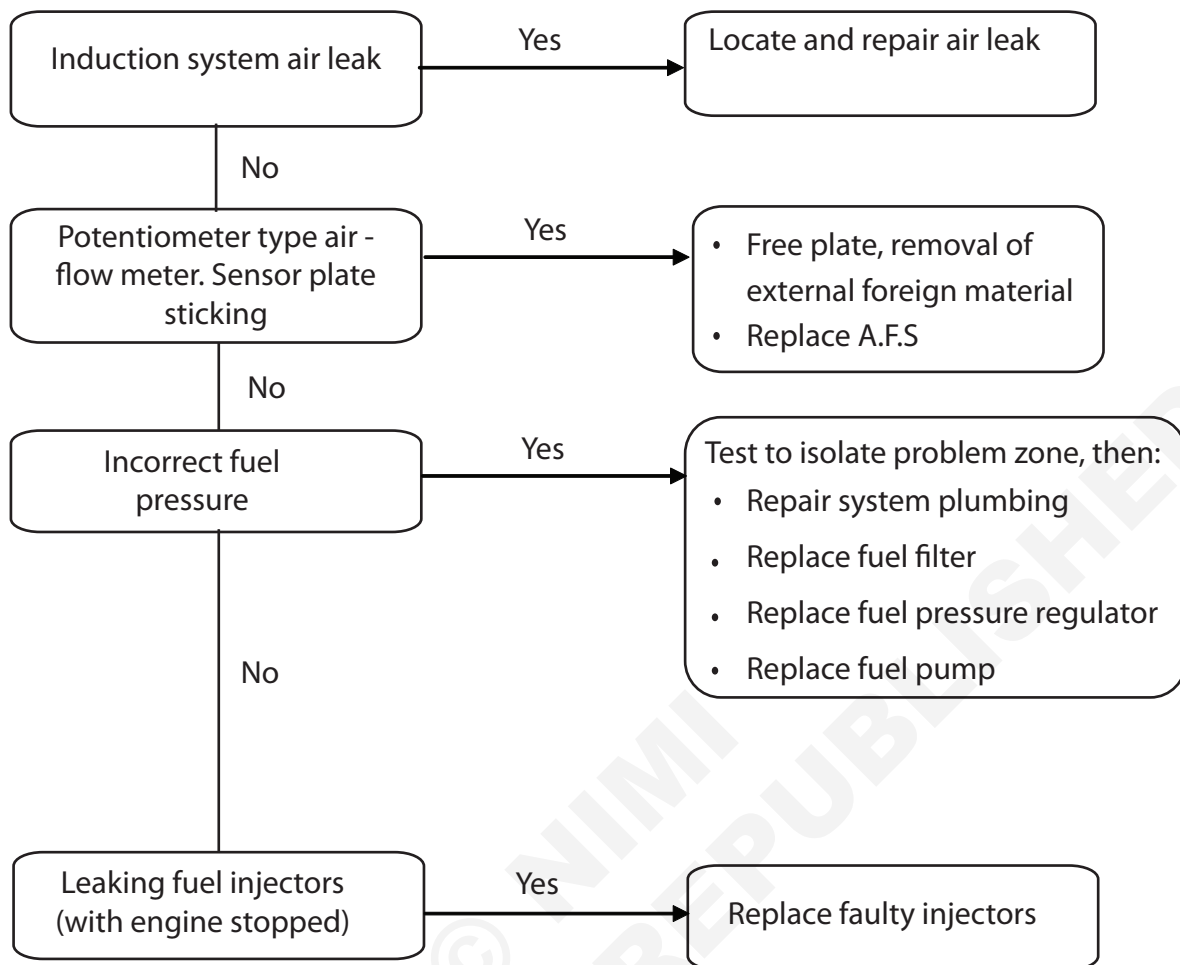 Induction system air leak
Yes
Locate and repair air leak
No
Potentiometer type air -
flow meter. Sensor plate
sticking
Yes
• Free plate, removal of
external foreign material
• Replace A.F.S
No
Incorrect fuel
pressure
Yes
Test to isolate problem zone, then:
• Repair system plumbing
• Replace fuel filter
• Replace fuel pressure regulator
• Replace fuel pump
No
Leaking fuel injectors
(with engine stopped)
Yes
Replace faulty injectors
© NIMI
REPUBLISHED